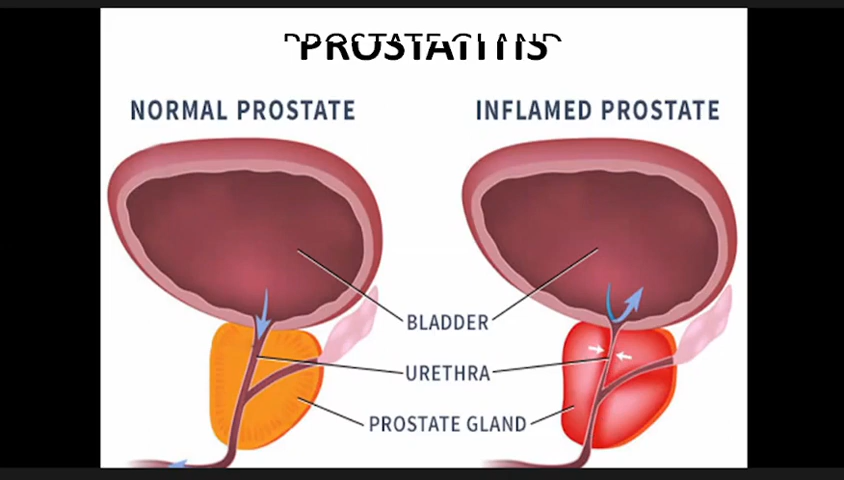 PROSTATITIS
NORMAL PROSTATE
INFLAMED PROSTATE
BLADDER
URETHRA
PROSTATE GLAND